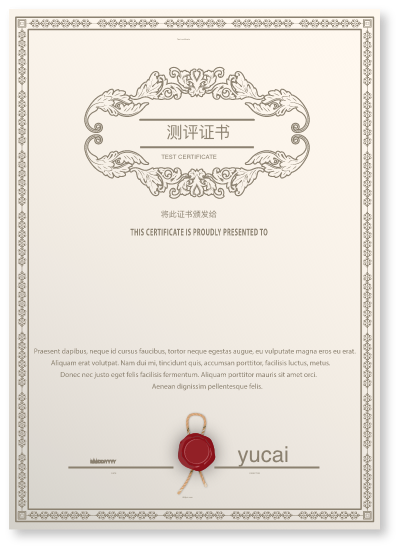 测评证书
TEST CERTIFICATE
将此证书颁发给
THIS CERTIFICATE IS PROUDLY PRESENTED TO
Praesent dapibus, neque id cursus faucibus, tortor neque egestas augue, eu vulputate magna eros eu erat.
Aliquam erat volutpat. Nam dui mi, tincidunt quis, accumsan porttitor, facilisis luctus, metus.
Donec nec justo eget felis facilisis fermentum. Aliquam porttitor mauris sit amet orci.
Aenean dignissim pellentesque felis.
yucai